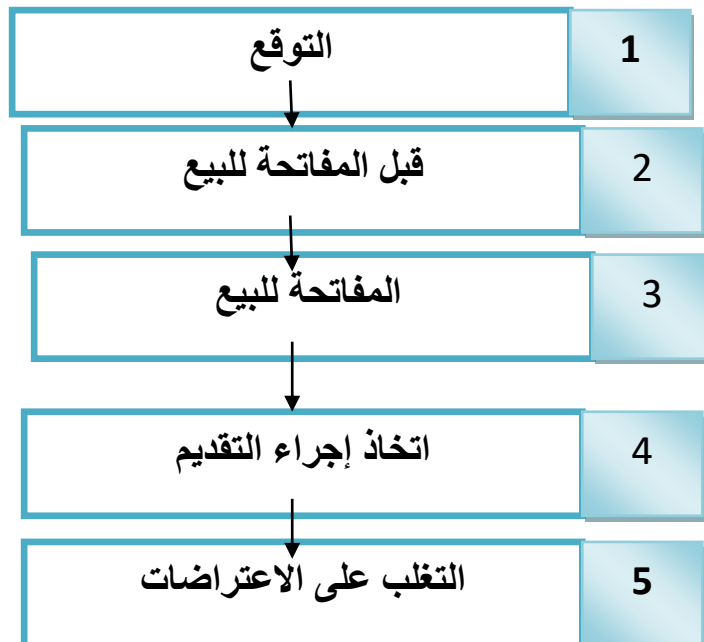 التوقع 1
قبل المفاتحة للبيع 2
المفاتحة للبيع 3
اتخاذ إجراء التقديم 4
التغلب على الاعتراضات 5